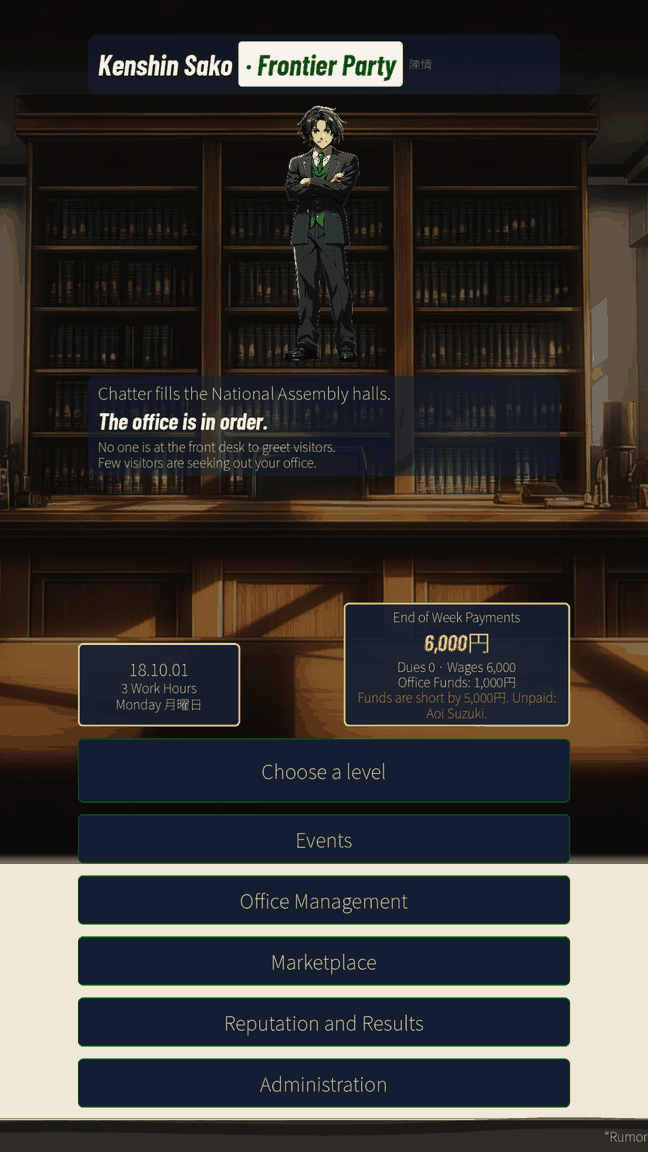 Kenshin Sako · Frontier Party 陳情
Chatter fills the National Assembly halls.
The office is in order.
No one is at the front desk to greet visitors.
Few visitors are seeking out your office.
18.10.01
3 Work Hours
Monday 月曜日
End of Week Payments
6,000円
Dues 0 · Wages 6,000
Office Funds: 1,000円
Funds are short by 5,000円. Unpaid:
Aoi Suzuki.
Choose a level
Events
Office Management
Marketplace
Reputation and Results
Administration
“Rumor